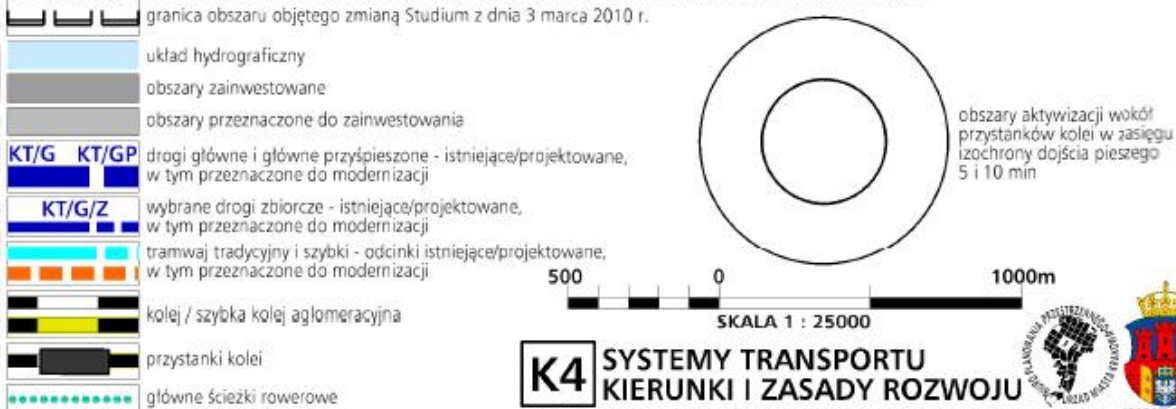 granica obszaru objętego zmianą Studium z dnia 3 marca 2010 r.
układ hydrograficzny
obszary zainwestowane
obszary przeznaczone do zainwestowania
KT/G KT/GP
drogi główne i główne przyśpieszone - istniejące/projektowane,
w tym przeznaczone do modernizacji
KT/G/Z
wybrane drogi zbiorcze - istniejące/projektowane,
w tym przeznaczone do modernizacji
tramwaj tradycyjny i szybki - odcinki istniejące/projektowane,
w tym przeznaczone do modernizacji
kolej / szybka kolej aglomeracyjna
przystanki kolei
główne ścieżki rowerowe
obszary aktywizacji wokół
przystanków kolei w zasięgu
izochrony dojścia pieszego
5 i 10 min
500 0 1000m
SKALA 1 : 25000
K4
SYSTEMY TRANSPORTU
KIERUNKI I ZASADY ROZWOJU